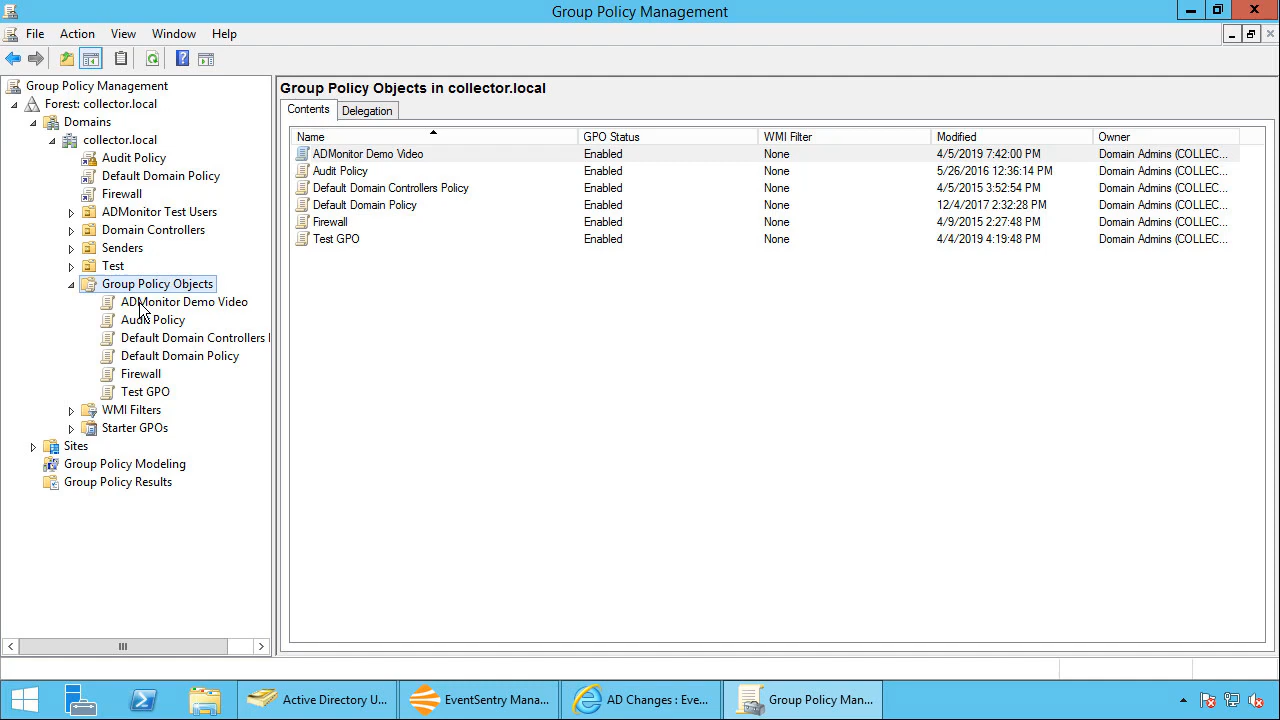 Group Policy Management
File Action View Window Help
Group Policy Management
Forest: collector.local
Domains
collector.local
Audit Policy
Default Domain Policy
Firewall
ADMonitor Test Users
Domain Controllers
Senders
Test
Group Policy Objects
ADMonitor Demo Video
Audit Policy
Default Domain Controllers
Default Domain Policy
Firewall
Test GPO
WMI Filters
Starter GPOs
Sites
Group Policy Modeling
Group Policy Results
Group Policy Objects in collector.local
Contents Delegation
Name GPO Status WMI Filter Modified Owner
ADMonitor Demo Video Enabled None 4/5/2019 7:42:00 PM Domain Admins (COLLEC...
Audit Policy Enabled None 5/26/2016 12:36:14 PM Domain Admins (COLLEC...
Default Domain Controllers Policy Enabled None 4/5/2015 3:52:54 PM Domain Admins (COLLEC...
Default Domain Policy Enabled None 12/4/2017 2:32:28 PM Domain Admins (COLLEC...
Firewall Enabled None 4/9/2015 2:27:48 PM Domain Admins (COLLEC...
Test GPO Enabled None 4/4/2019 4:19:48 PM Domain Admins (COLLEC...
Active Directory U... EventSentry Mana... AD Changes : Eve... Group Policy Man...